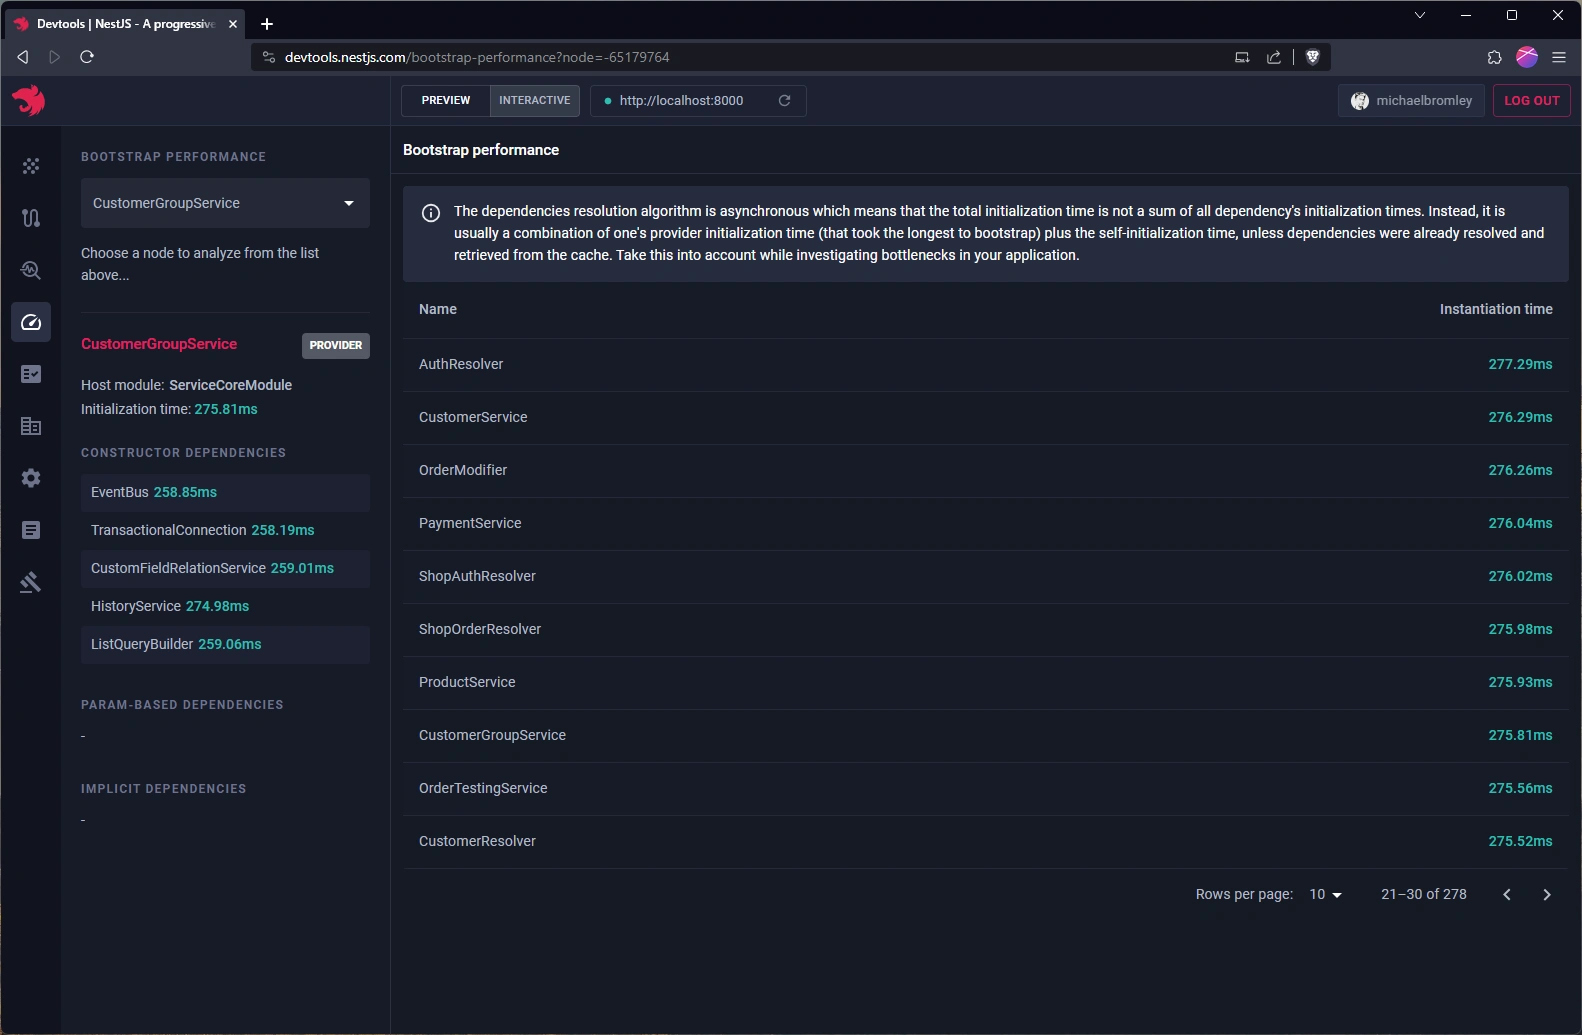 Devtools | NestJS - A progressive
devtools.nestjs.com/bootstrap-performance?node=-65179764
PREVIEW INTERACTIVE http://localhost:8000 michaelbromley LOG OUT
BOOTSTRAP PERFORMANCE
CustomerGroupService
Choose a node to analyze from the list
above...
CustomerGroupService PROVIDER
Host module: ServiceCoreModule
Initialization time: 275.81ms
CONSTRUCTOR DEPENDENCIES
EventBus 258.85ms
TransactionalConnection 258.19ms
CustomFieldRelationService 259.01ms
HistoryService 274.98ms
ListQueryBuilder 259.06ms
PARAM-BASED DEPENDENCIES
-
IMPLICIT DEPENDENCIES
-
Bootstrap performance
The dependencies resolution algorithm is asynchronous which means that the total initialization time is not a sum of all dependency's initialization times. Instead, it is
usually a combination of one's provider initialization time (that took the longest to bootstrap) plus the self-initialization time, unless dependencies were already resolved and
retrieved from the cache. Take this into account while investigating bottlenecks in your application.
Name Instantiation time
AuthResolver 277.29ms
CustomerService 276.29ms
OrderModifier 276.26ms
PaymentService 276.04ms
ShopAuthResolver 276.02ms
ShopOrderResolver 275.98ms
ProductService 275.93ms
CustomerGroupService 275.81ms
OrderTestingService 275.56ms
CustomerResolver 275.52ms
Rows per page: 10 21–30 of 278